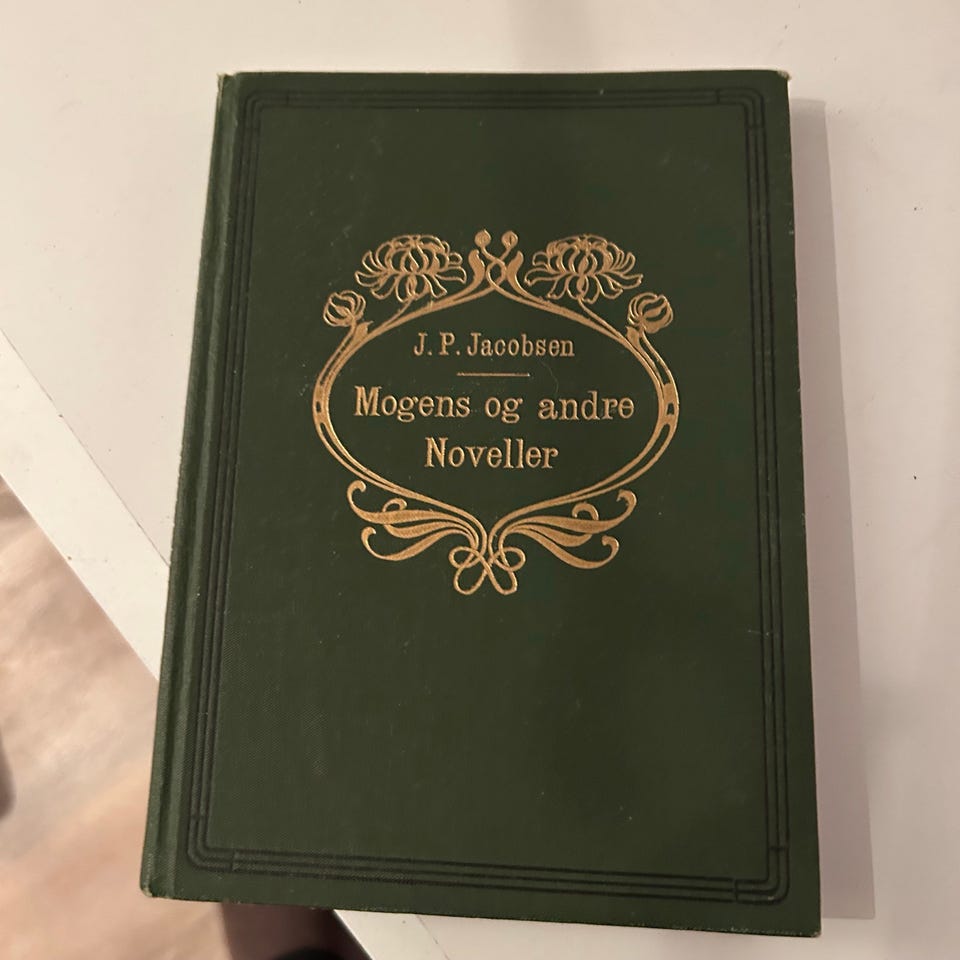 J. P. Jacobsen
Mogens og andre
Noveller